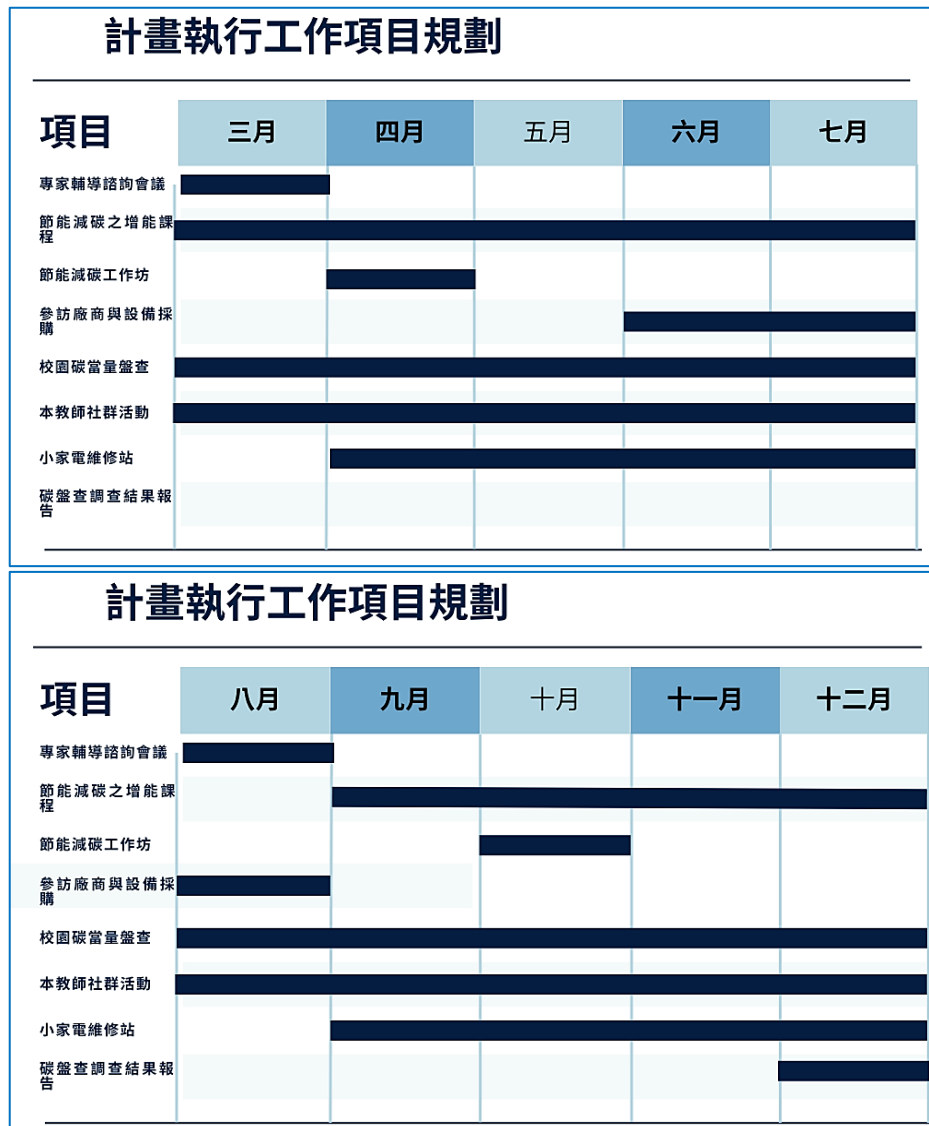 計畫執行工作項目規劃
項目 三月 四月 五月 六月 七月
專家輔導諮詢會議
節能減碳之增能課
程
節能減碳工作坊
參訪廠商與設備採
購
校園碳當量盤查
本教師社群活動
小家電維修站
碳盤查調查結果報
告
計畫執行工作項目規劃
項目 八月 九月 十月 十一月 十二月
專家輔導諮詢會議
節能減碳之增能課
程
節能減碳工作坊
參訪廠商與設備採
購
校園碳當量盤查
本教師社群活動
小家電維修站
碳盤查調查結果報
告